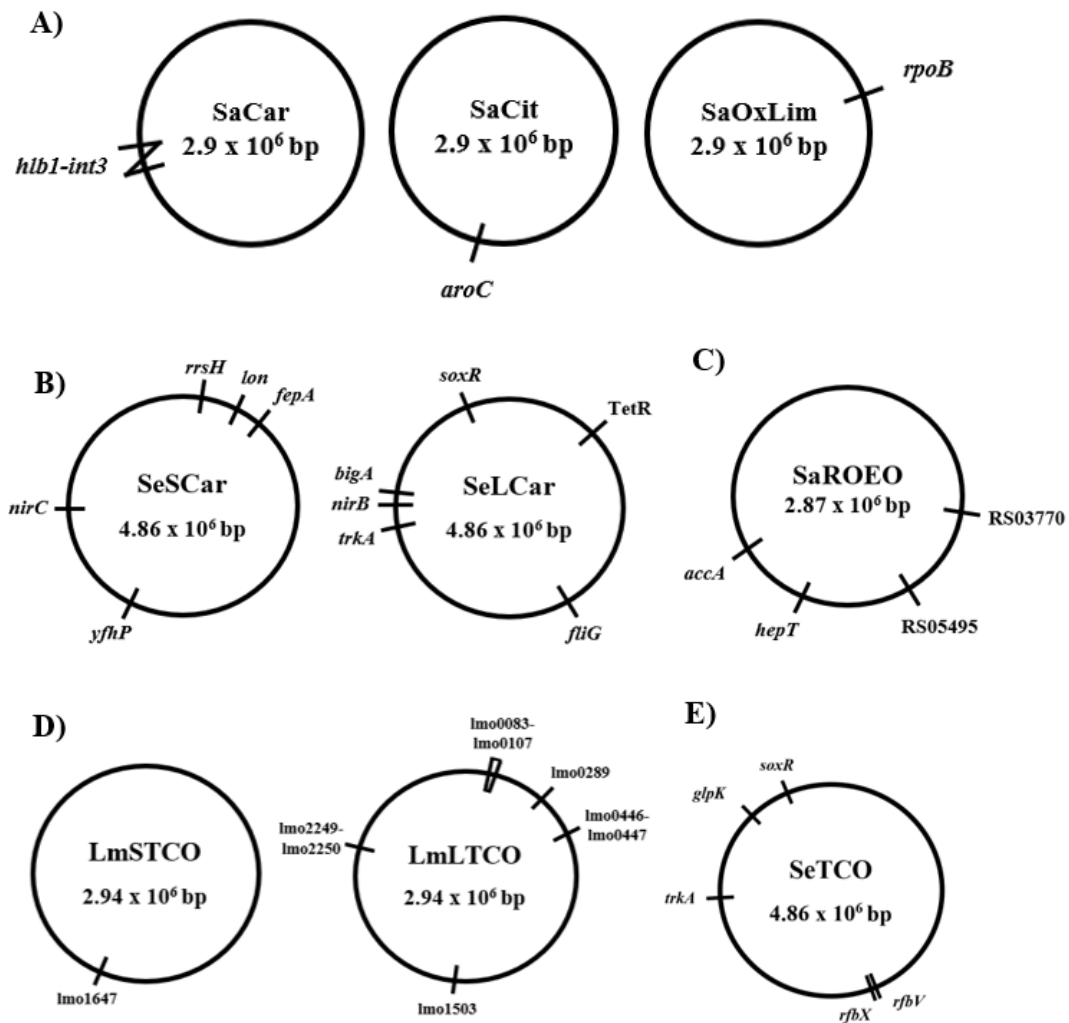 A)
SaCar
2.9 x 10⁶ bp
hlb1-int3
SaCit
2.9 x 10⁶ bp
aroC
SaOxLim
2.9 x 10⁶ bp
rpoB
B)
rrsH
lon
fepA
SeSCar
4.86 x 10⁶ bp
nirC
yfhP
soxR
TetR
bigA
nirB
trkA
SeLCar
4.86 x 10⁶ bp
fliG
C)
SaROEO
2.87 x 10⁶ bp
RS03770
accA
hepT
RS05495
D)
LmSTCO
2.94 x 10⁶ bp
lmo1647
lmo0083-
lmo0107
lmo0289
lmo0446-
lmo0447
lmo2249-
lmo2250
LmLTCO
2.94 x 10⁶ bp
lmo1503
E)
soxR
glpK
SeTCO
4.86 x 10⁶ bp
trkA
rfbV
rfbX